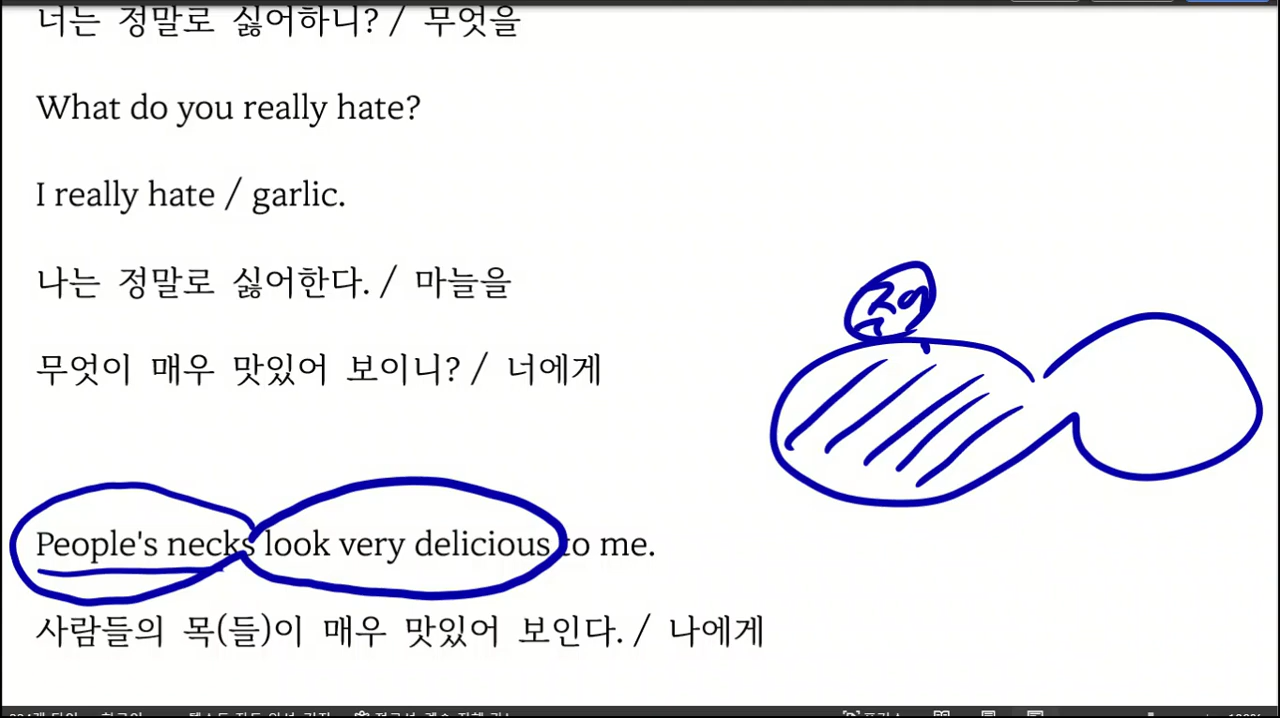 너는 정말로 싫어하니? / 무엇을
What do you really hate?
I really hate / garlic.
나는 정말로 싫어한다. / 마늘을
무엇이 매우 맛있어 보이니? / 너에게
주어
People's necks look very delicious to me.
사람들의 목(들)이 매우 맛있어 보인다. / 나에게